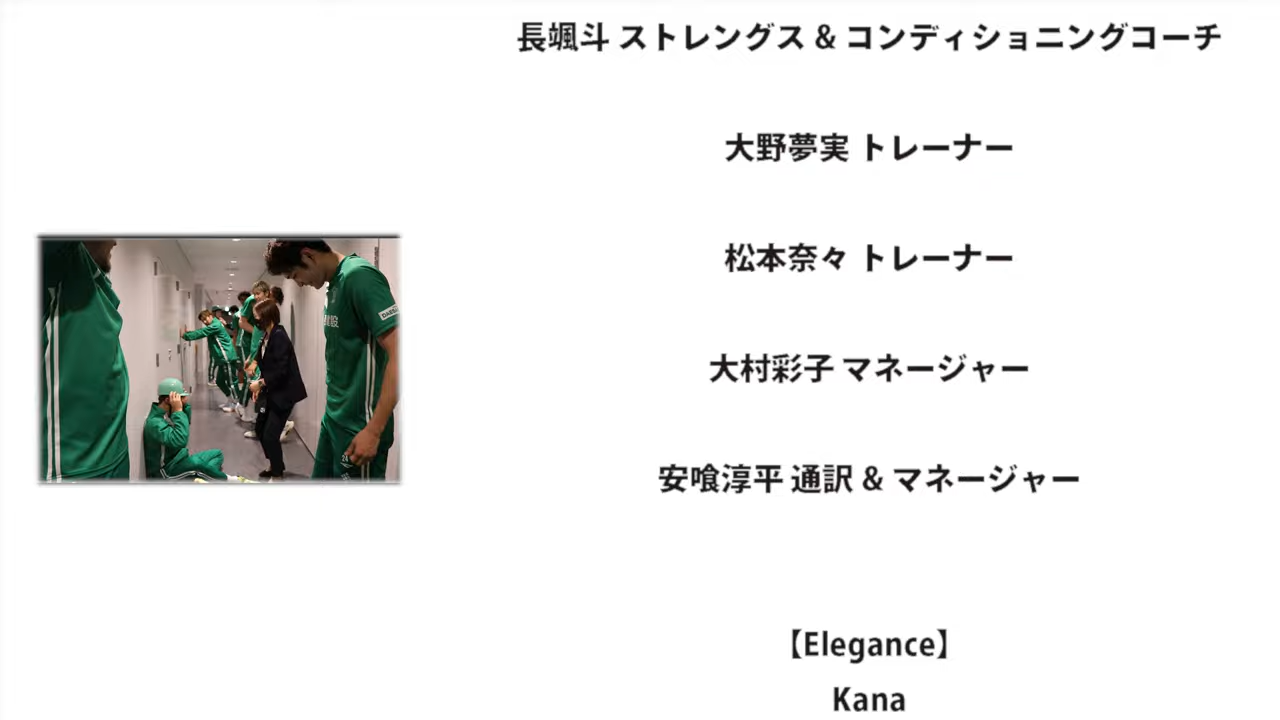 長颯斗 ストレングス & コンディショニングコーチ
大野夢実 トレーナー
松本奈々 トレーナー
大村彩子 マネージャー
安喰淳平 通訳 & マネージャー
【Elegance】
Kana